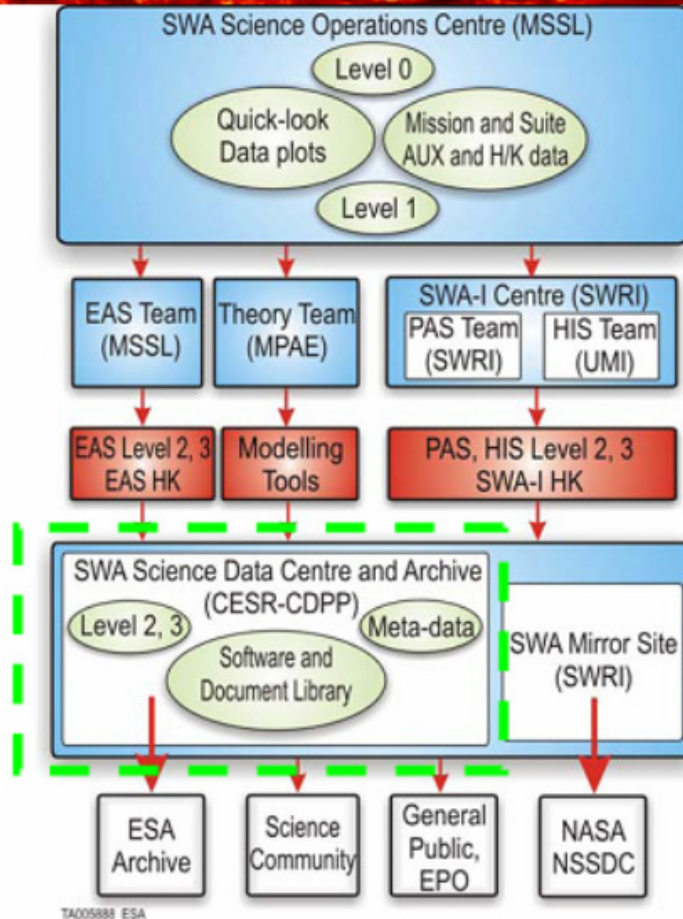 SWA Science Operations Centre (MSSL)
Level 0
Quick-look
Data plots
Mission and Suite
AUX and H/K data
Level 1
EAS Team
(MSSL)
Theory Team
(MPAE)
SWA-I Centre (SWRI)
PAS Team
(SWRI)
HIS Team
(UMI)
EAS Level 2, 3
EAS HK
Modelling
Tools
PAS, HIS Level 2, 3
SWA-I HK
SWA Science Data Centre and Archive
(CESR-CDPP)
Level 2, 3
Meta-data
Software and
Document Library
SWA Mirror Site
(SWRI)
ESA
Archive
Science
Community
General
Public,
EPO
NASA
NSSDC
TA005888_ESA